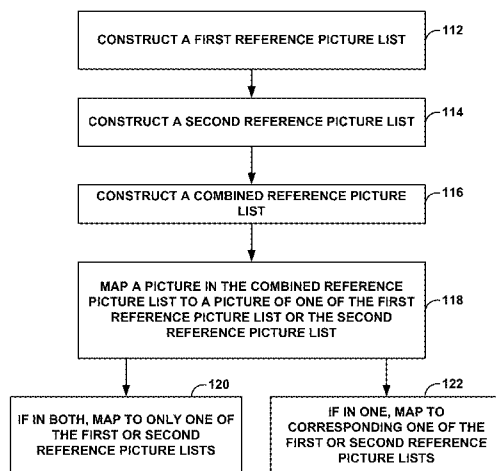 CONSTRUCT A FIRST REFERENCE PICTURE LIST
112
CONSTRUCT A SECOND REFERENCE PICTURE LIST
114
CONSTRUCT A COMBINED REFERENCE PICTURE
LIST
116
MAP A PICTURE IN THE COMBINED REFERENCE
PICTURE LIST TO A PICTURE OF ONE OF THE FIRST
REFERENCE PICTURE LIST OR THE SECOND
REFERENCE PICTURE LIST
118
120
IF IN BOTH, MAP TO ONLY ONE OF
THE FIRST OR SECOND
REFERENCE PICTURE LISTS
122
IF IN ONE, MAP TO
CORRESPONDING ONE OF THE
FIRST OR SECOND REFERENCE
PICTURE LISTS